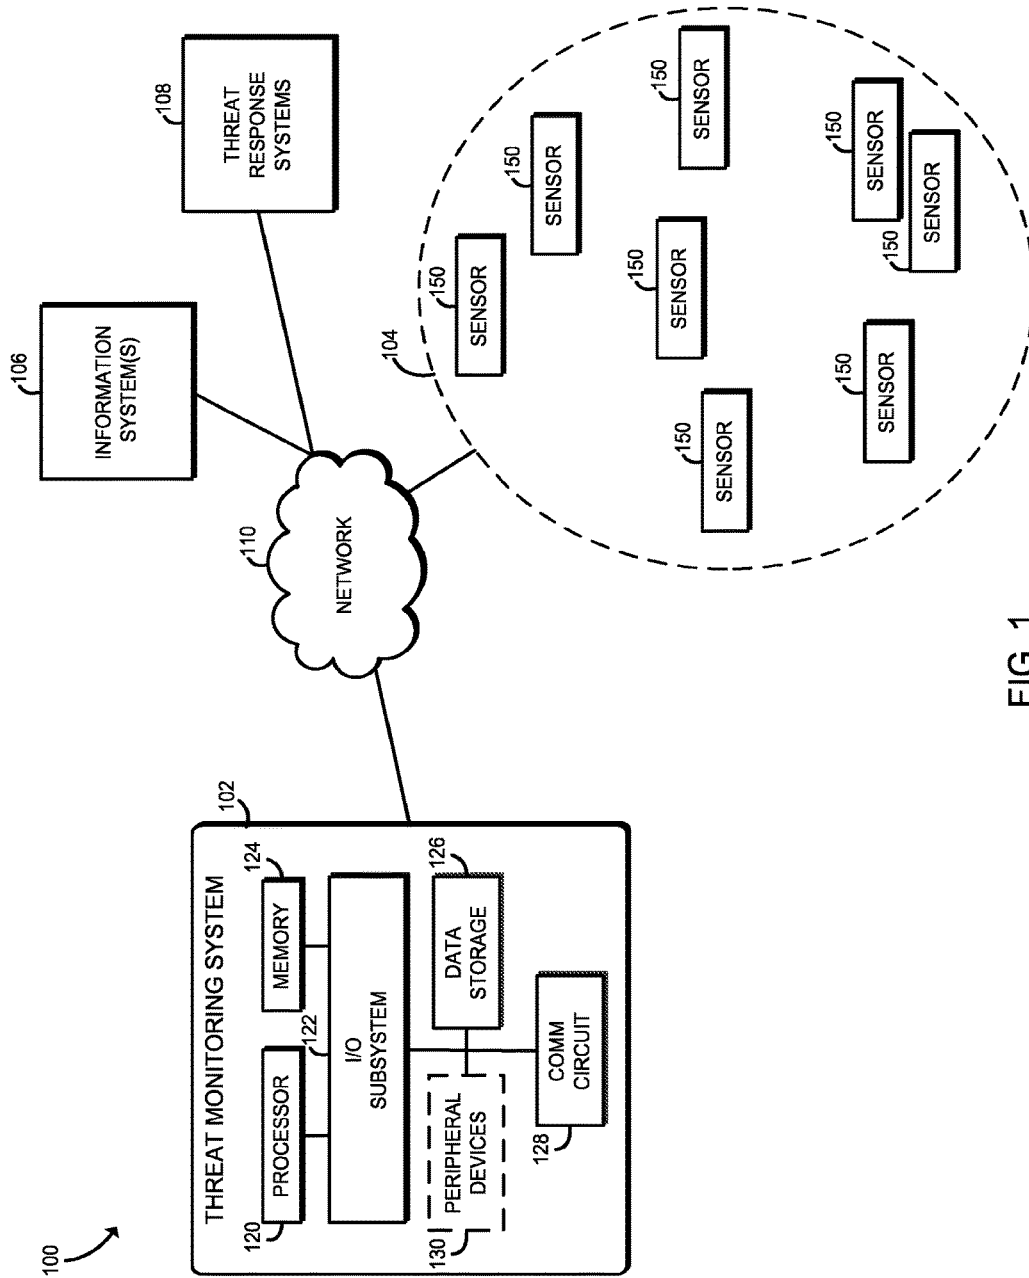 100
THREAT MONITORING SYSTEM
102
120
PROCESSOR
124
MEMORY
122
I/O
SUBSYSTEM
130
PERIPHERAL
DEVICES
126
DATA
STORAGE
128
COMM
CIRCUIT
110
NETWORK
106
INFORMATION
SYSTEM(S)
108
THREAT
RESPONSE
SYSTEMS
104
150
SENSOR
150
SENSOR
150
SENSOR
150
SENSOR
150
SENSOR
150
SENSOR
150
SENSOR
150
SENSOR
FIG. 1